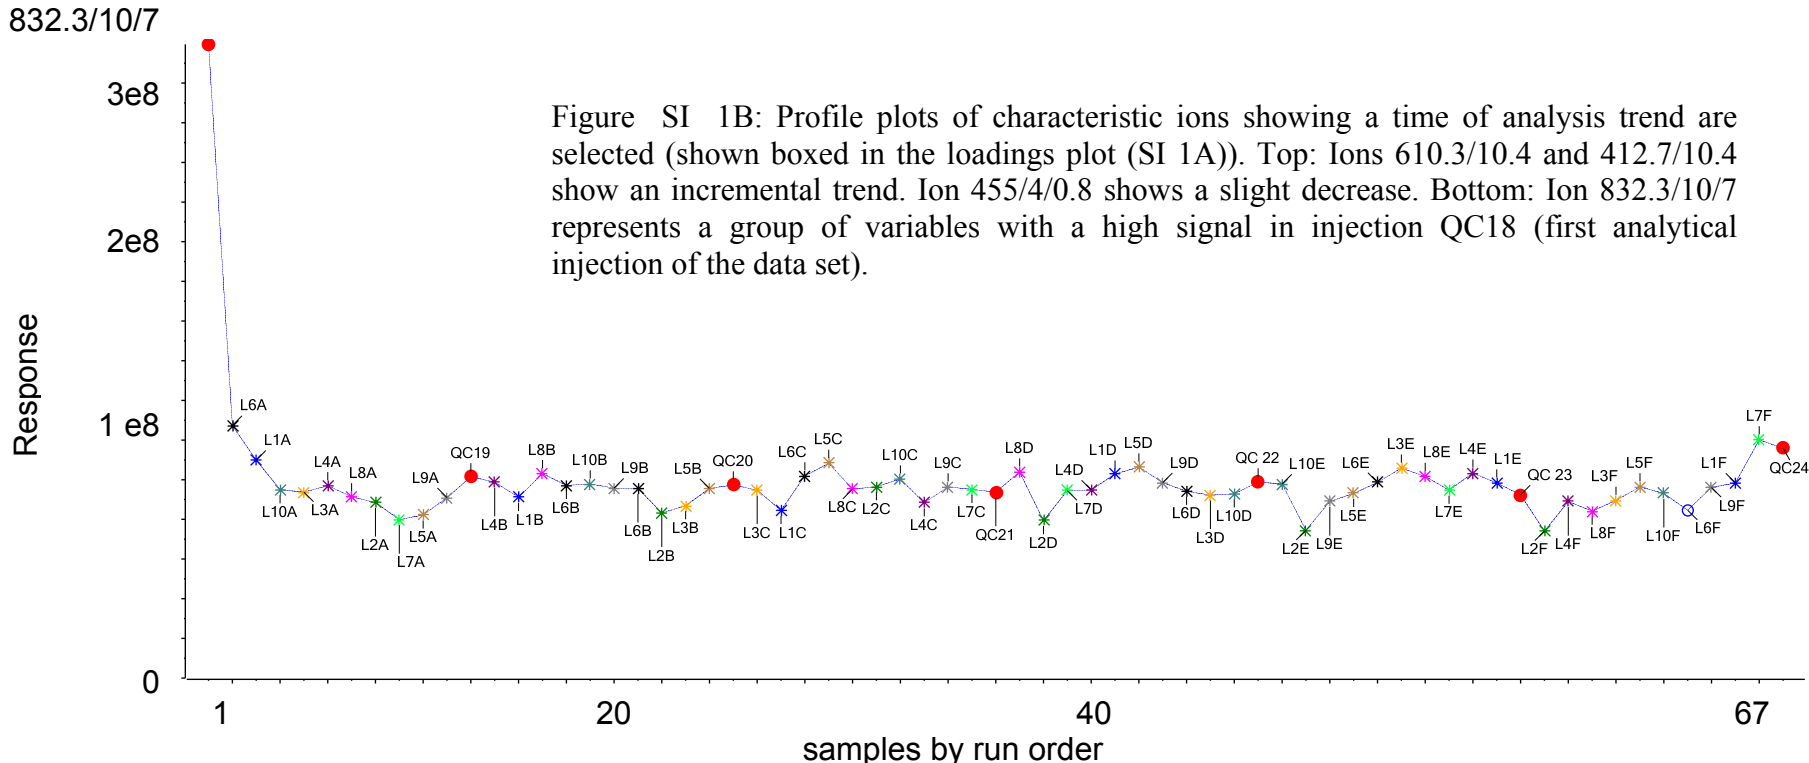 832.3/10/7
3e8
Figure SI 1B: Profile plots of characteristic ions showing a time of analysis trend are
selected (shown boxed in the loadings plot (SI 1A)). Top: Ions 610.3/10.4 and 412.7/10.4
show an incremental trend. Ion 455/4/0.8 shows a slight decrease. Bottom: Ion 832.3/10/7
represents a group of variables with a high signal in injection QC18 (first analytical
injection of the data set).
2e8
Response
1 e8
0
L6A
L1A
L10A
L3A
L4A
L8A
L2A
L7A
L5A
L9A
QC19
L4B
L1B
L8B
L6B
L10B
L9B
L6B
L2B
L3B
L5B
QC20
L3C
L1C
L6C
L5C
L8C
L2C
L10C
L4C
L9C
L7C
QC21
L8D
L2D
L7D
L4D
L1D
L5D
L9D
L6D
L3D
L10D
QC 22
L10E
L2E
L9E
L5E
L6E
L3E
L8E
L7E
L4E
L1E
QC 23
L2F
L4F
L8F
L3F
L5F
L10F
L6F
L9F
L1F
L7F
QC24
1
20
40
67
samples by run order